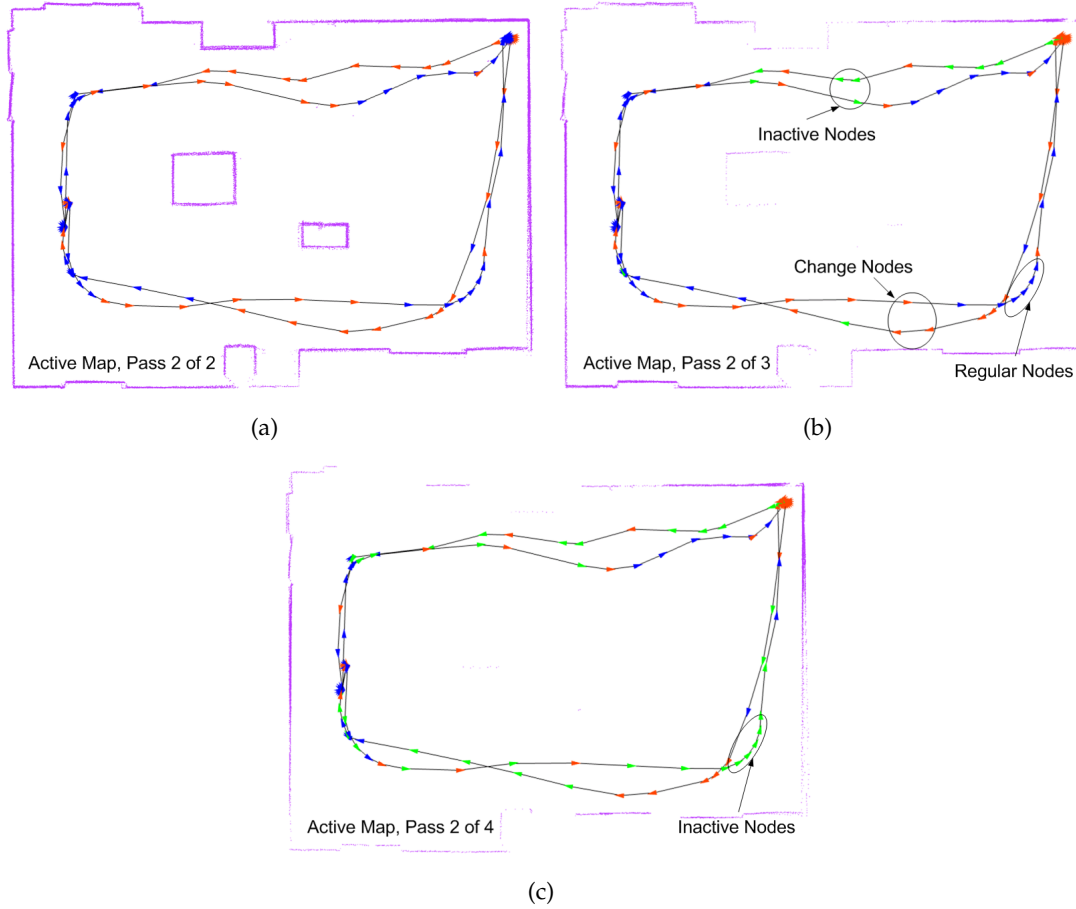 Inactive Nodes
Change Nodes
Active Map, Pass 2 of 2
Active Map, Pass 2 of 3
Regular Nodes
(a)
(b)
Active Map, Pass 2 of 4
Inactive Nodes
(c)